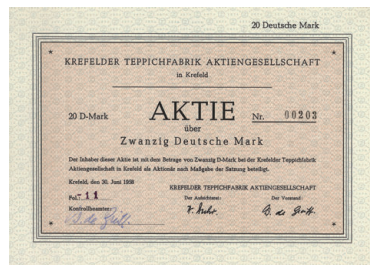 20 Deutsche Mark
KREFELDER TEPPICHFABRIK AKTIENGESELLSCHAFT
in Krefeld
20 D-Mark AKTIE Nr. 00203
über
Zwanzig Deutsche Mark
Der Inhaber dieser Aktie ist mit dem Betrage von Zwanzig D-Mark bei der Krefelder Teppichfabrik
Aktiengesellschaft in Krefeld als Aktionär nach Maßgabe der Satzung beteiligt.
Krefeld, den 30. Juni 1958
KREFELDER TEPPICHFABRIK AKTIENGESELLSCHAFT
Fol. 11 Der Aufsichtsrat: Der Vorstand:
Kontrollbeamter: